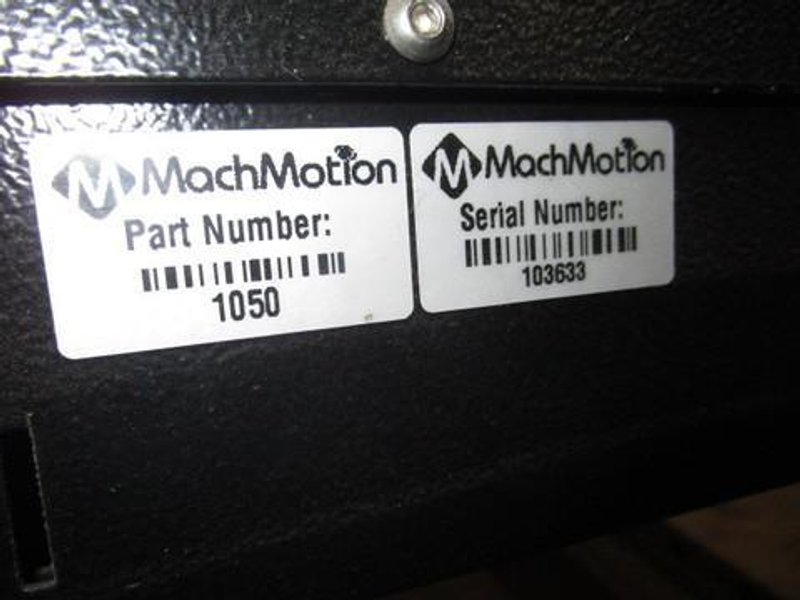 MachMotion
Part Number:
1050
MachMotion
Serial Number:
103633